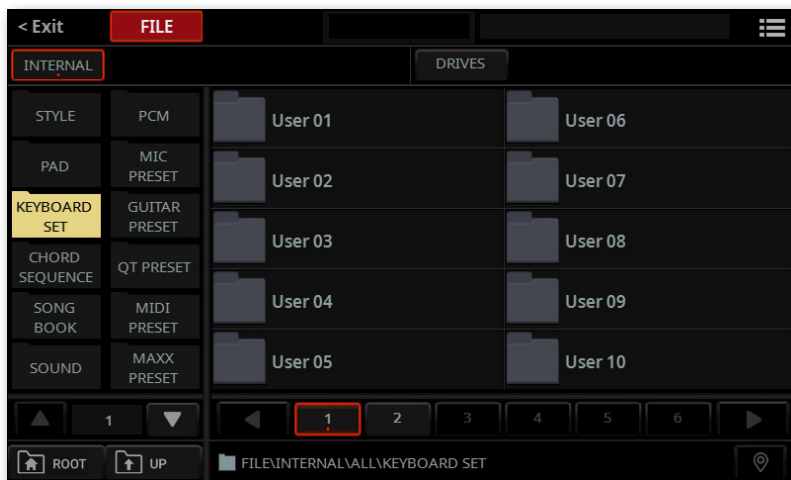 < Exit
FILE
INTERNAL
DRIVES
STYLE
PCM
PAD
MIC
PRESET
KEYBOARD
SET
GUITAR
PRESET
CHORD
SEQUENCE
QT PRESET
SONG
BOOK
MIDI
PRESET
SOUND
MAXX
PRESET
User 01
User 06
User 02
User 07
User 03
User 08
User 04
User 09
User 05
User 10
1
1
2
3
4
5
6
ROOT
UP
FILE\INTERNAL\ALL\KEYBOARD SET